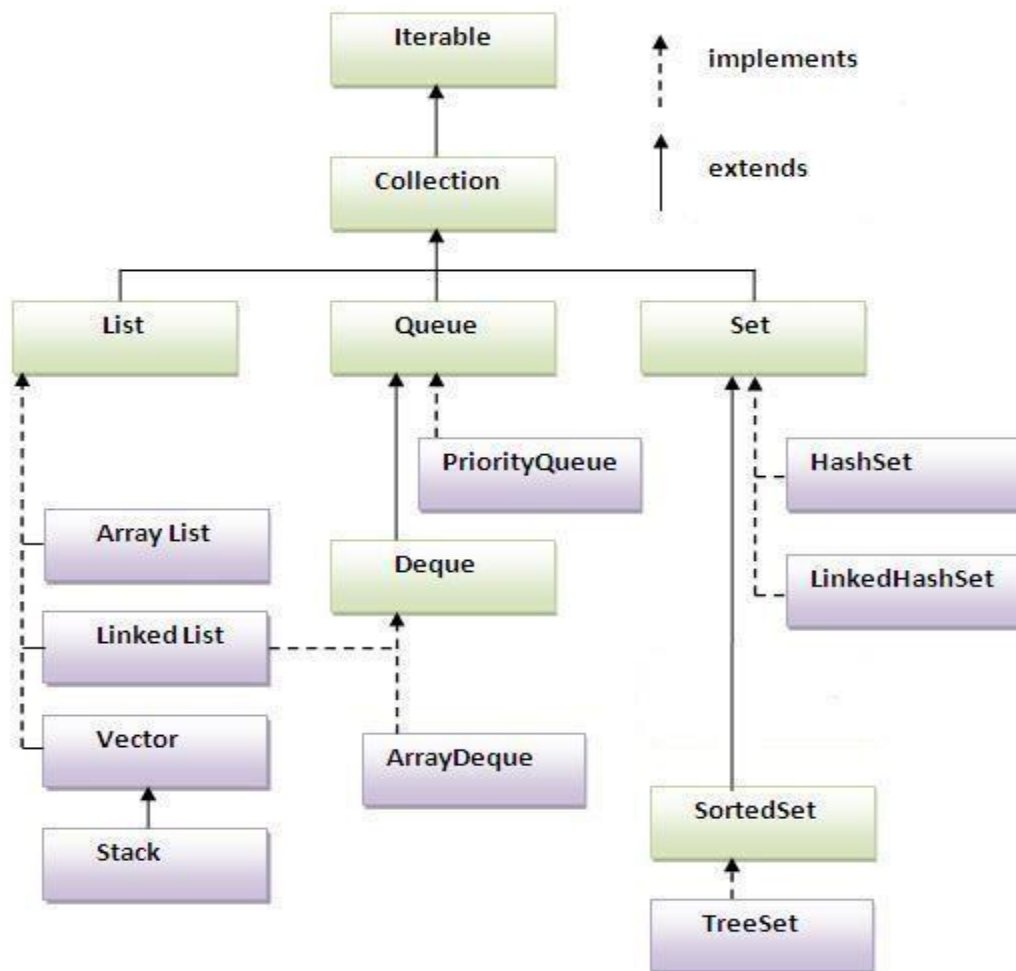 Iterable
implements
extends
Collection
List
Queue
Set
PriorityQueue
HashSet
Array List
Deque
LinkedHashSet
Linked List
Vector
ArrayDeque
SortedSet
Stack
TreeSet